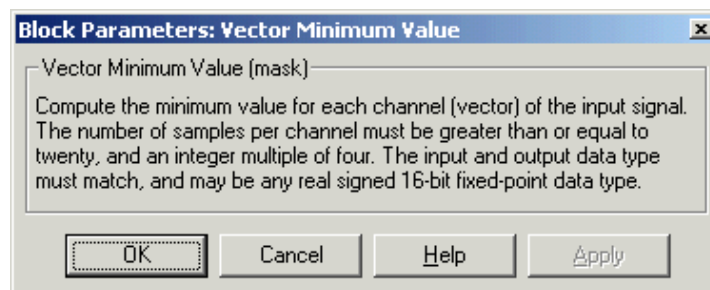 Block Parameters: Vector Minimum Value
Vector Minimum Value (mask)
Compute the minimum value for each channel (vector) of the input signal.
The number of samples per channel must be greater than or equal to
twenty, and an integer multiple of four. The input and output data type
must match, and may be any real signed 16-bit fixed-point data type.
OK Cancel Help Apply